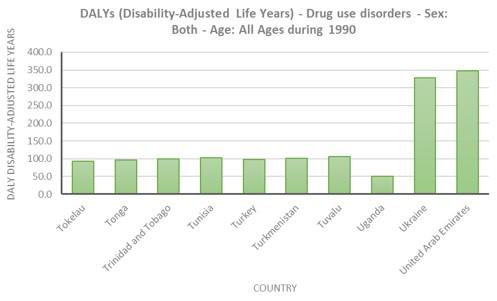 DALYs (Disability-Adjusted Life Years) - Drug use disorders - Sex:
Both - Age: All Ages during 1990
DALY DISABILITY-ADJUSTED LIFE YEARS
400.0
350.0
300.0
250.0
200.0
150.0
100.0
50.0
0.0
Tokelau
Tonga
Trinidad and Tobago
Tunisia
Turkey
Turkmenistan
Tuvalu
Uganda
Ukraine
United Arab Emirates
COUNTRY